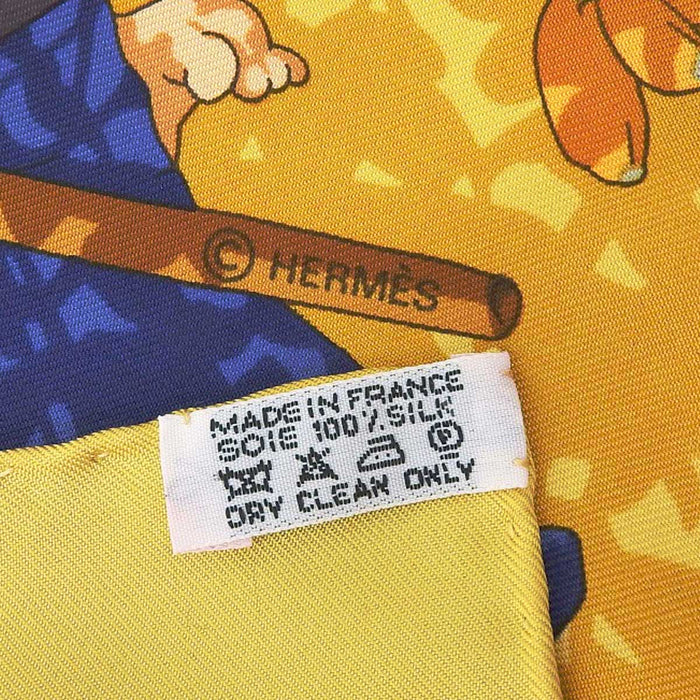 © HERMÈS
MADE IN FRANCE
SOIE 100% SILK
DRY CLEAN ONLY